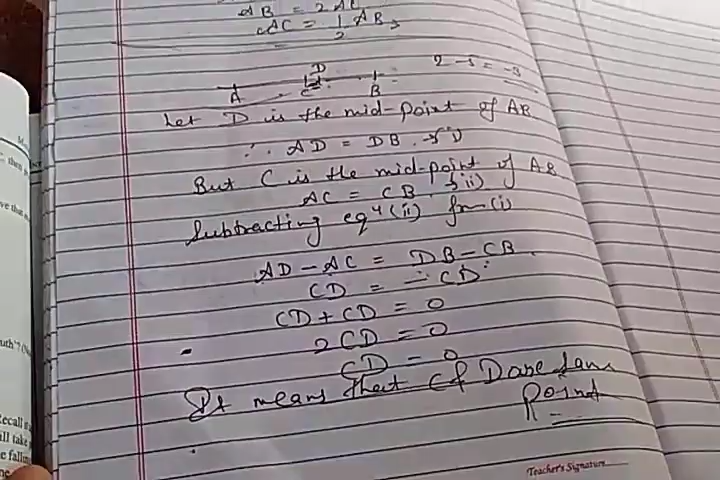 AB = 2AC
AC = 1/2 AB
D
A C B
2 - 5 = -3
Let D is the mid-point of AB
∴ AD = DB - (i)
But C is the mid-point of AB
AC = CB (ii)
Subtracting eqⁿ (ii) from (i)
AD - AC = DB - CB
CD = - CD
CD + CD = 0
2CD = 0
CD = 0
It means that C & D are same
Point
Teacher's Signature